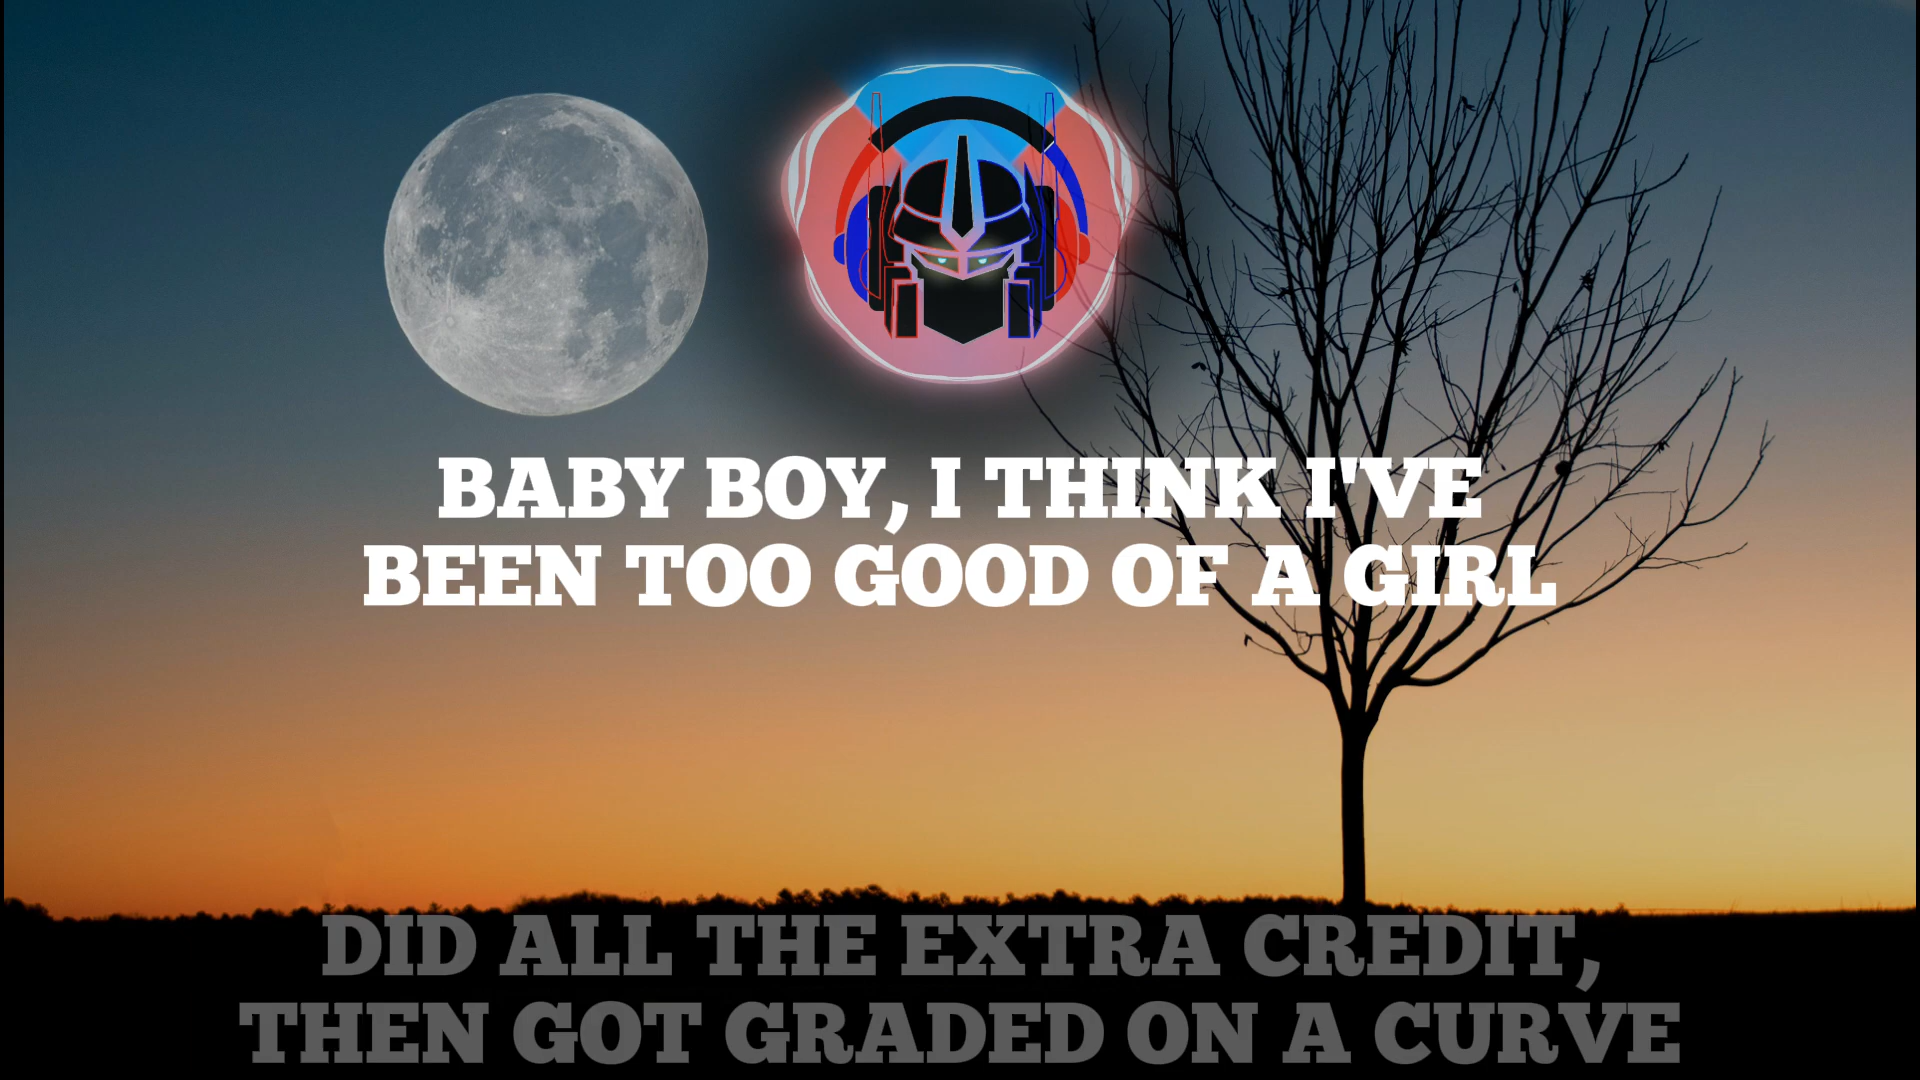 BABY BOY, I THINK I'VE
BEEN TOO GOOD OF A GIRL
DID ALL THE EXTRA CREDIT,
THEN GOT GRADED ON A CURVE